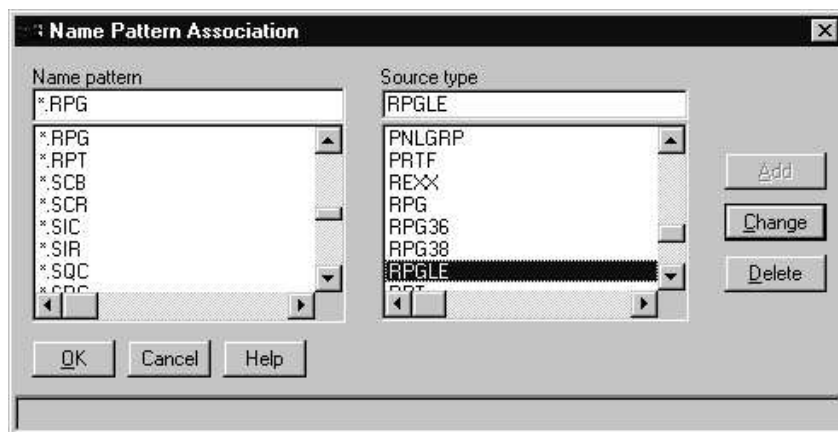 Name Pattern Association
Name pattern
Source type
*.RPG
RPGLE
*.RPG
*.RPT
*.SCB
*.SCR
*.SIC
*.SIR
*.SQC
PNLGRP
PRTF
REXX
RPG
RPG36
RPG38
RPGLE
RPT
Add
Change
Delete
OK
Cancel
Help